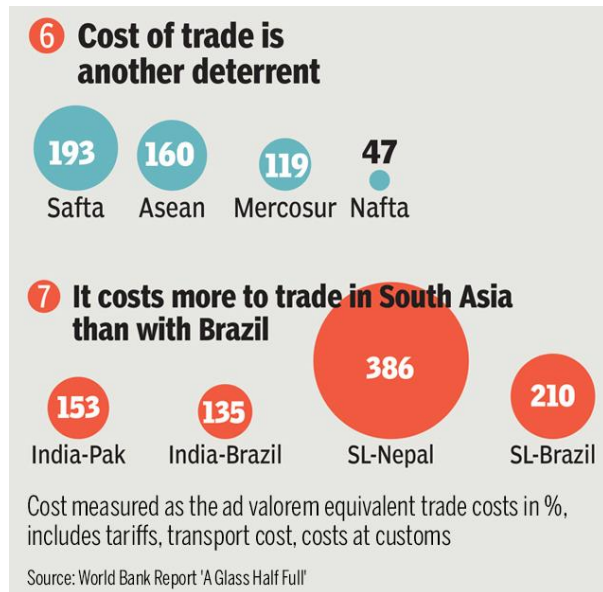 6 Cost of trade is
another deterrent
193 160 119 47
Safta Asean Mercosur Nafta
7 It costs more to trade in South Asia
than with Brazil
153 135 386 210
India-Pak India-Brazil SL-Nepal SL-Brazil
Cost measured as the ad valorem equivalent trade costs in %,
includes tariffs, transport cost, costs at customs
Source: World Bank Report 'A Glass Half Full'